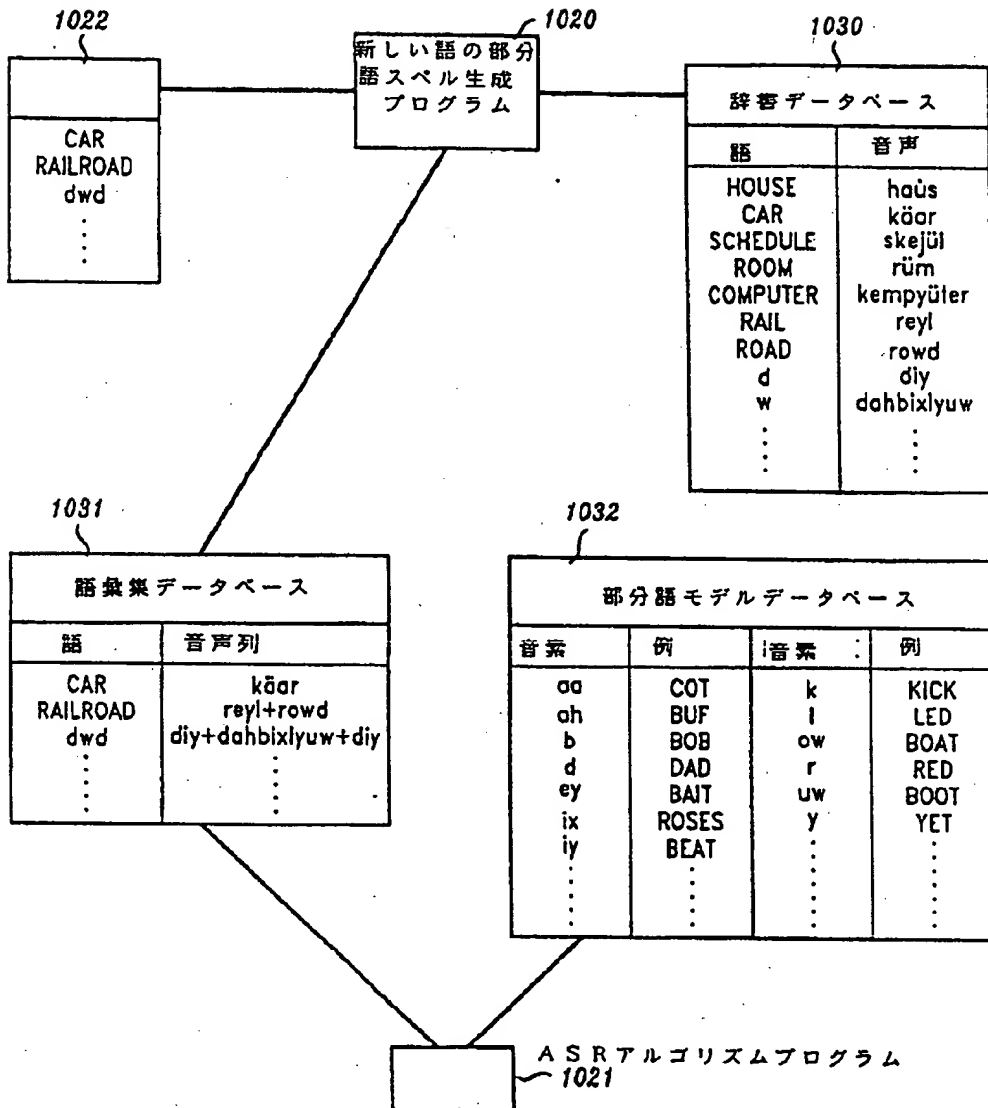 1022
CAR
RAILROAD
dwd
1020
新しい語の部分
語スペル生成
プログラム
1030
辞書データベース
語 音声
HOUSE haùs
CAR käar
SCHEDULE skejül
ROOM rüm
COMPUTER kempyüter
RAIL reyl
ROAD rowd
d diy
w dahbixlyuw
1031
語彙集データベース
語 音声列
CAR käar
RAILROAD reyl+rowd
dwd diy+dahbixlyuw+diy
1032
部分語モデルデータベース
音素 例 音素 例
aa COT k KICK
ah BUF l LED
b BOB ow BOAT
d DAD r RED
ey BAIT uw BOOT
ix ROSES y YET
iy BEAT
ASRアルゴリズムプログラム
1021